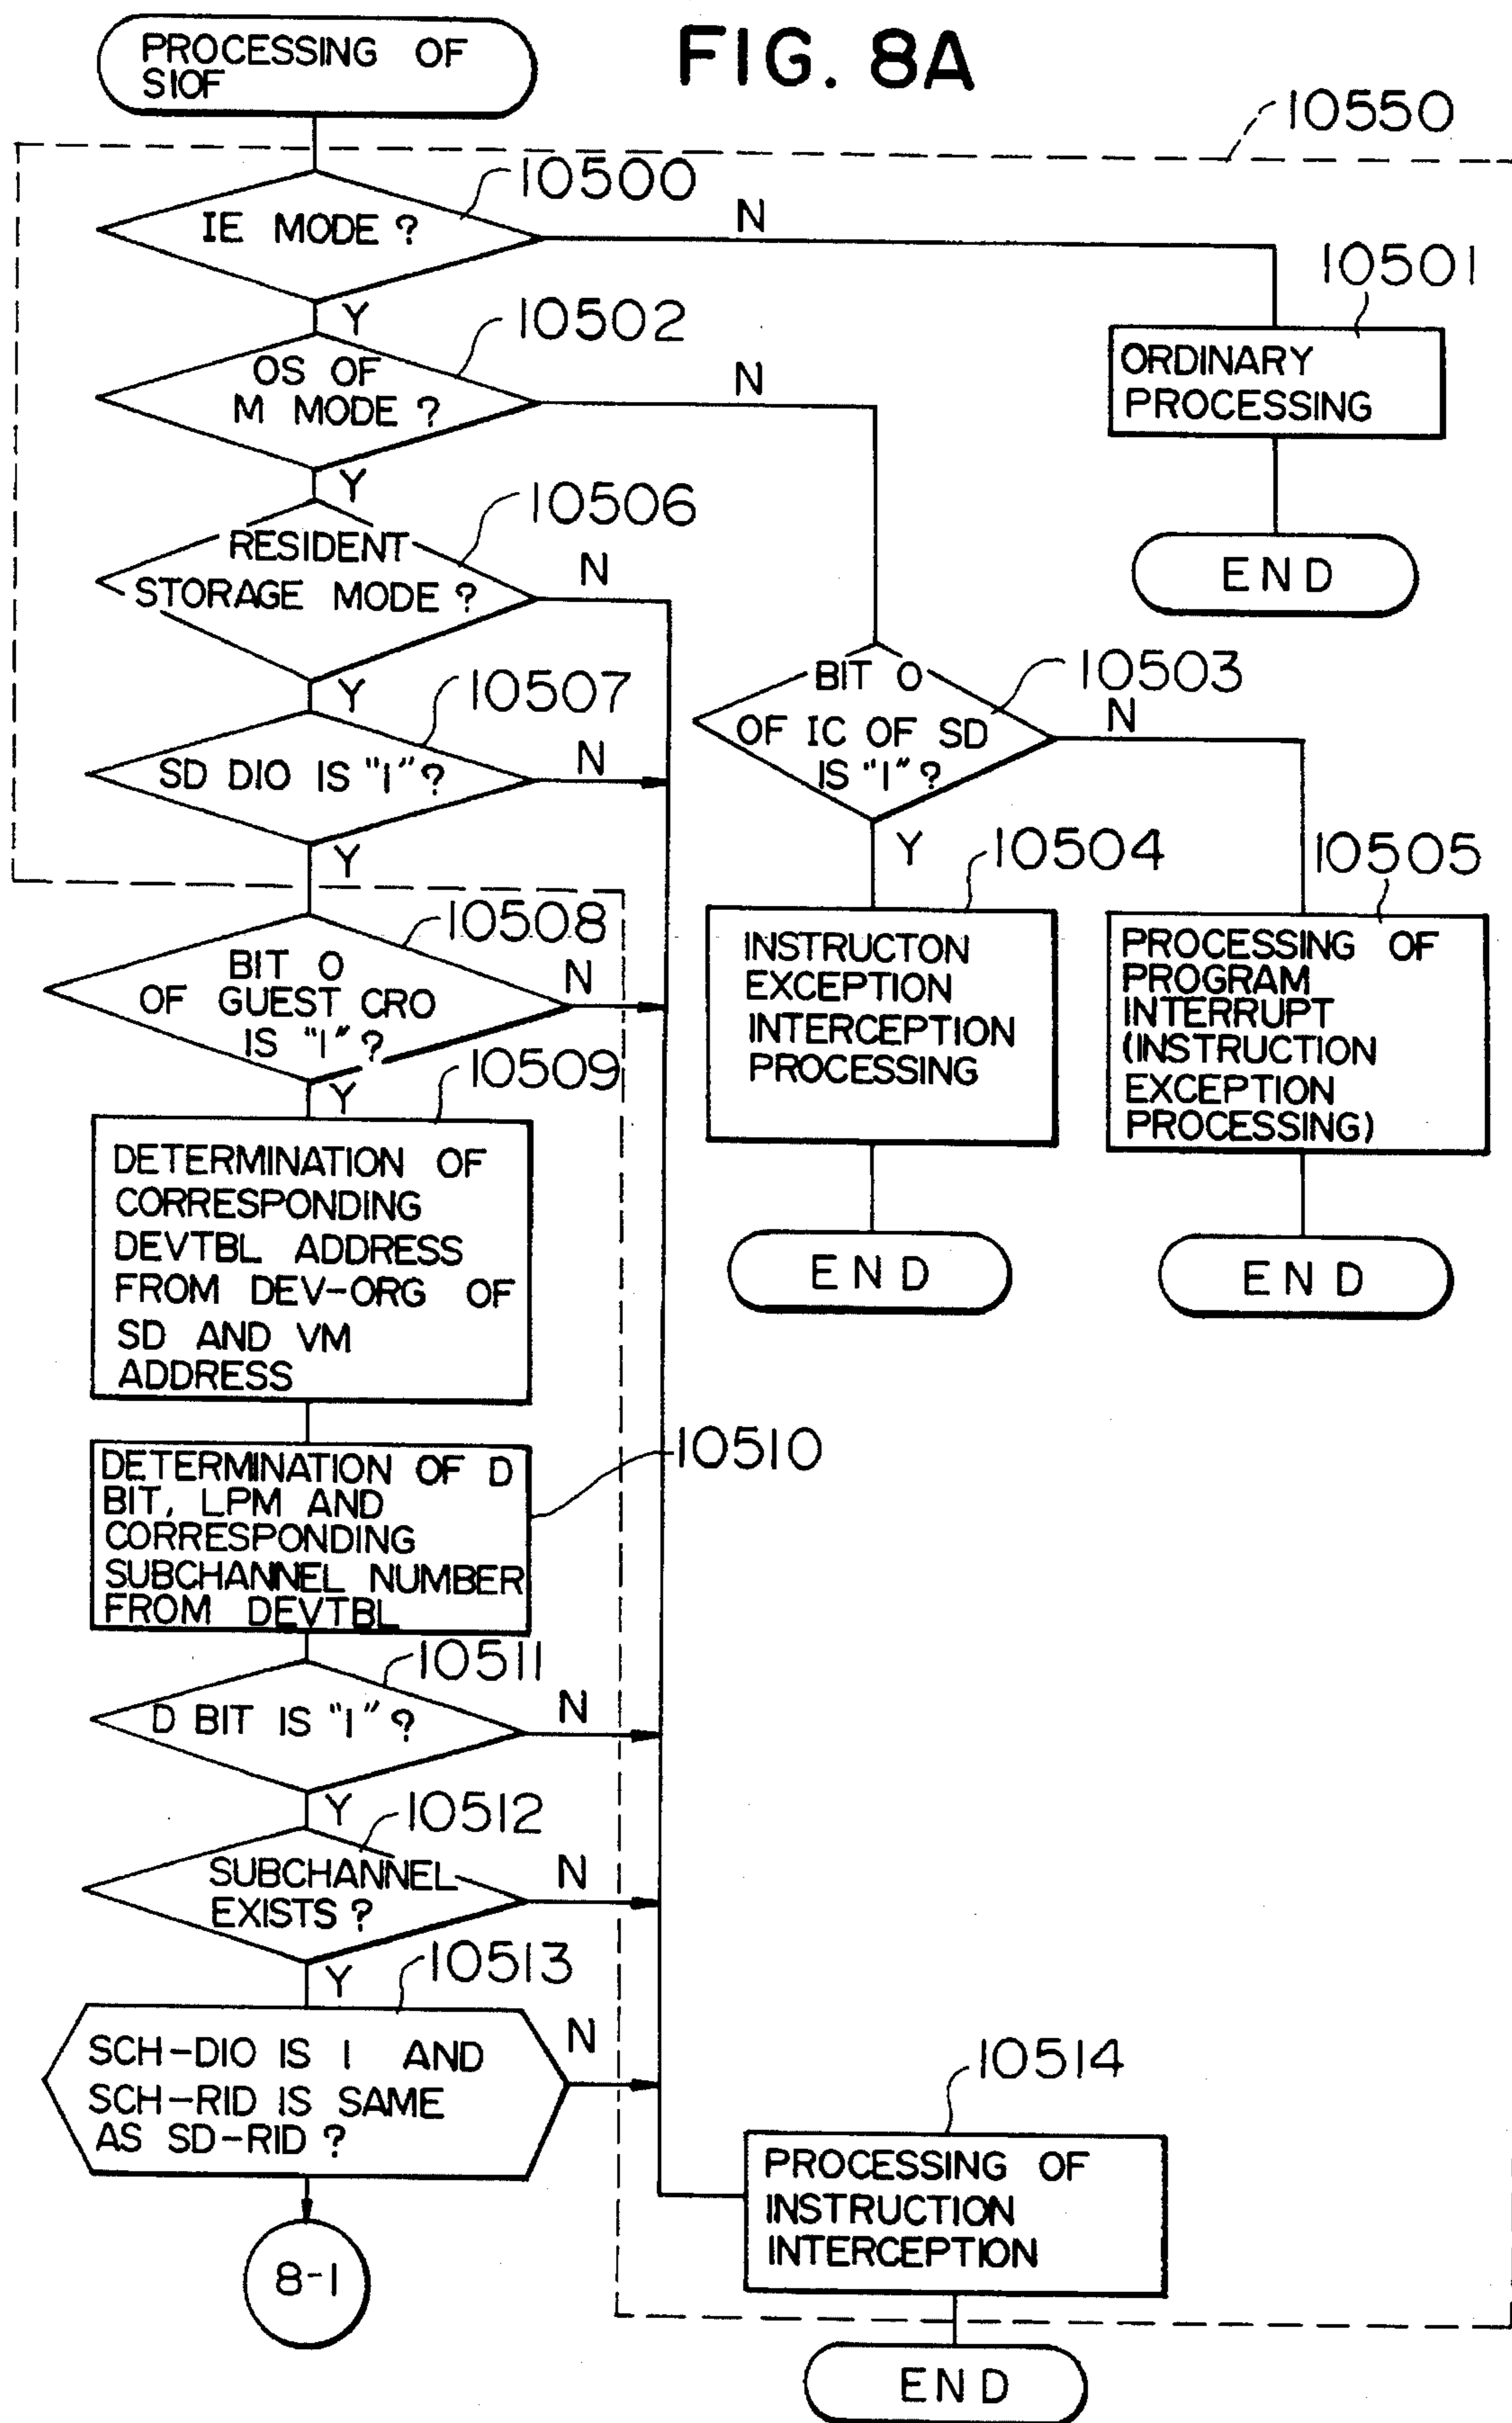 FIG. 8A
PROCESSING OF
SIOF
10550
10500
IE MODE ?
N
Y
10501
ORDINARY
PROCESSING
END
10502
OS OF
M MODE ?
N
Y
10506
RESIDENT
STORAGE MODE ?
N
Y
10503
BIT 0
OF IC OF SD
IS "1" ?
N
Y
10507
SD DIO IS "1" ?
N
Y
10504
INSTRUCTON
EXCEPTION
INTERCEPTION
PROCESSING
END
10505
PROCESSING OF
PROGRAM
INTERRUPT
(INSTRUCTION
EXCEPTION
PROCESSING)
END
10508
BIT 0
OF GUEST CRO
IS "1" ?
N
Y
10509
DETERMINATION OF
CORRESPONDING
DEVTBL ADDRESS
FROM DEV-ORG OF
SD AND VM
ADDRESS
10510
DETERMINATION OF D
BIT, LPM AND
CORRESPONDING
SUBCHANNEL NUMBER
FROM DEVTBL
10511
D BIT IS "1" ?
N
Y
10512
SUBCHANNEL
EXISTS ?
N
Y
10513
SCH-DIO IS 1 AND
SCH-RID IS SAME
AS SD-RID ?
N
8-1
10514
PROCESSING OF
INSTRUCTION
INTERCEPTION
END